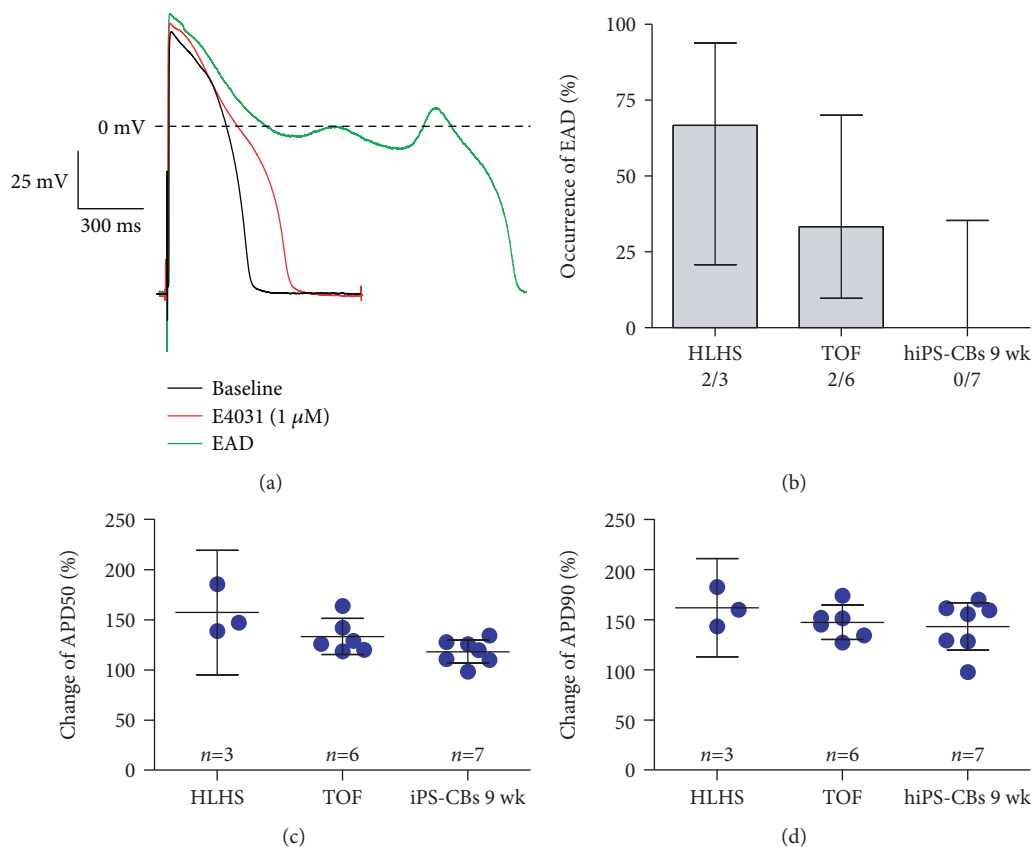 0 mV
25 mV
300 ms
Baseline
E4031 (1 μM)
EAD
(a)
100
75
50
25
0
Occurrence of EAD (%)
HLHS TOF hiPS-CBs 9 wk
2/3 2/6 0/7
(b)
250
200
150
100
50
0
Change of APD50 (%)
n=3 n=6 n=7
HLHS TOF iPS-CBs 9 wk
(c)
250
200
150
100
50
0
Change of APD90 (%)
n=3 n=6 n=7
HLHS TOF hiPS-CBs 9 wk
(d)